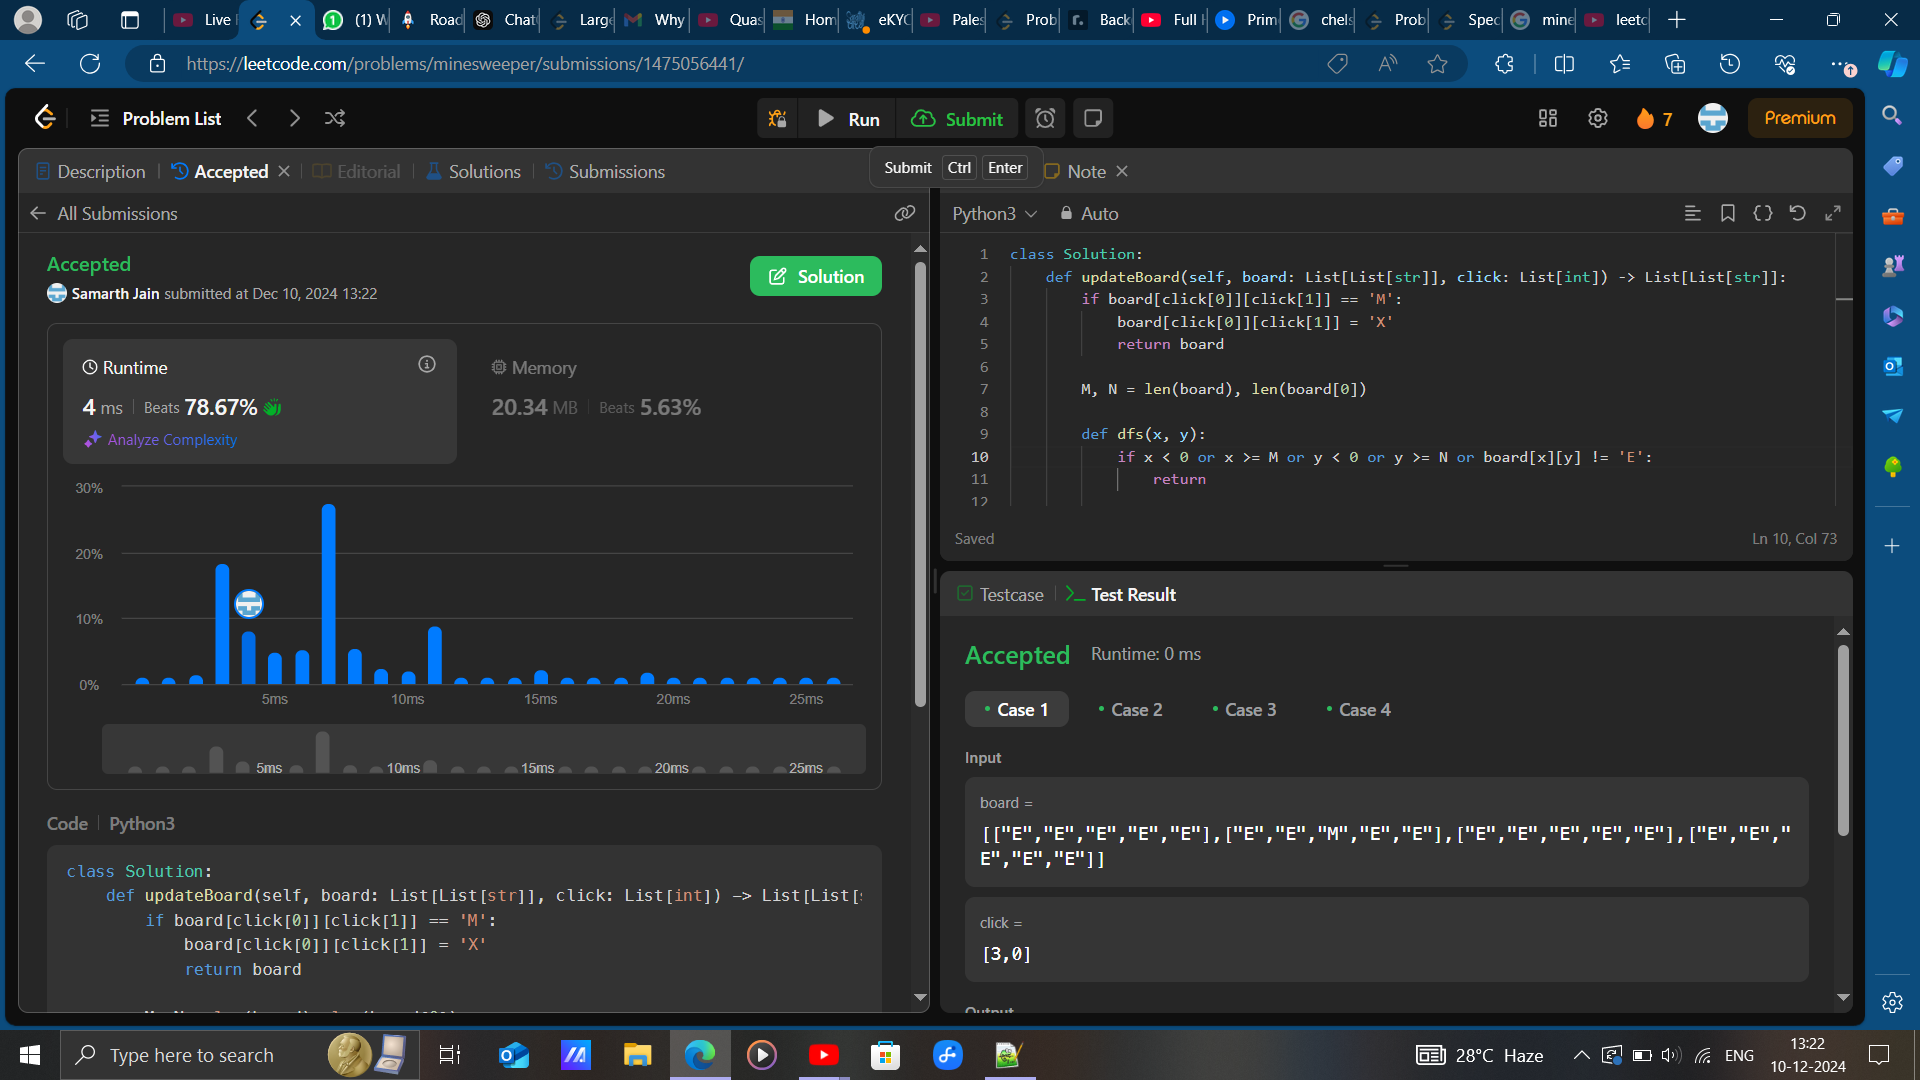 Live
(1) W
Road
Chat
Large
Why
Quas
Hom
eKYC
Pales
Prob
Back
Full
Prim
chels
Prob
Spec
mine
leetc
https://leetcode.com/problems/minesweeper/submissions/1475056441/
Problem List
Run
Submit
7
Premium
Description
Accepted
Editorial
Solutions
Submissions
Submit Ctrl Enter
Note
All Submissions
Python3
Auto
Accepted
Samarth Jain submitted at Dec 10, 2024 13:22
Solution
Runtime
4 ms
Beats 78.67%
Analyze Complexity
Memory
20.34 MB
Beats 5.63%
30%
20%
10%
0%
5ms
10ms
15ms
20ms
25ms
5ms
10ms
15ms
20ms
25ms
Code
Python3
class Solution:
def updateBoard(self, board: List[List[str]], click: List[int]) -> List[List[s
if board[click[0]][click[1]] == 'M':
board[click[0]][click[1]] = 'X'
return board
1 class Solution:
2 def updateBoard(self, board: List[List[str]], click: List[int]) -> List[List[str]]:
3 if board[click[0]][click[1]] == 'M':
4 board[click[0]][click[1]] = 'X'
5 return board
6
7 M, N = len(board), len(board[0])
8
9 def dfs(x, y):
10 if x < 0 or x >= M or y < 0 or y >= N or board[x][y] != 'E':
11 return
12
Saved
Ln 10, Col 73
Testcase
Test Result
Accepted
Runtime: 0 ms
Case 1
Case 2
Case 3
Case 4
Input
board =
[["E","E","E","E","E"],["E","E","M","E","E"],["E","E","E","E","E"],["E","E","
E","E","E"]]
click =
[3,0]
Output
Type here to search
28°C Haze
ENG
13:22
10-12-2024